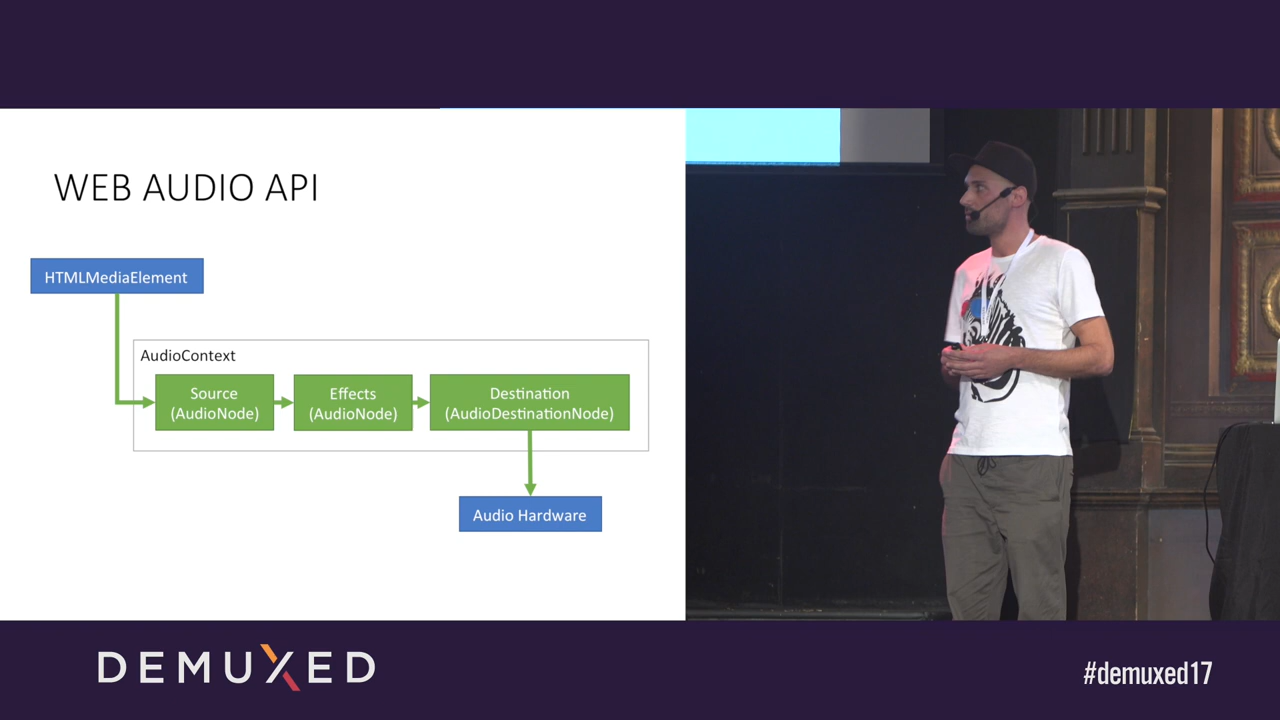 WEB AUDIO API
HTMLMediaElement
AudioContext
Source
(AudioNode)
Effects
(AudioNode)
Destination
(AudioDestinationNode)
Audio Hardware
DEMUXED
#demuxed17